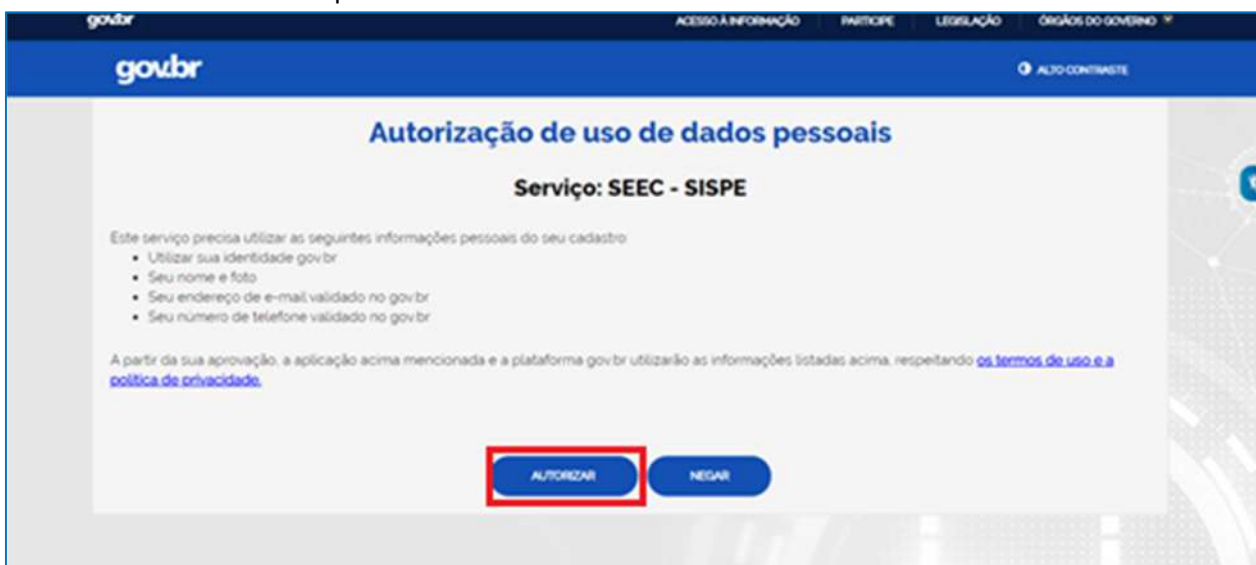 gov.br ACESSO À INFORMAÇÃO PARTICIPE LEGISLAÇÃO ÓRGÃOS DO GOVERNO
gov.br ALTO CONTRASTE
Autorização de uso de dados pessoais
Serviço: SEEC - SISPE
Este serviço precisa utilizar as seguintes informações pessoais do seu cadastro:
• Utilizar sua identidade gov.br
• Seu nome e foto
• Seu endereço de e-mail validado no gov.br
• Seu número de telefone validado no gov.br
A partir da sua aprovação, a aplicação acima mencionada e a plataforma gov.br utilizarão as informações listadas acima, respeitando os termos de uso e a
política de privacidade.
AUTORIZAR NEGAR